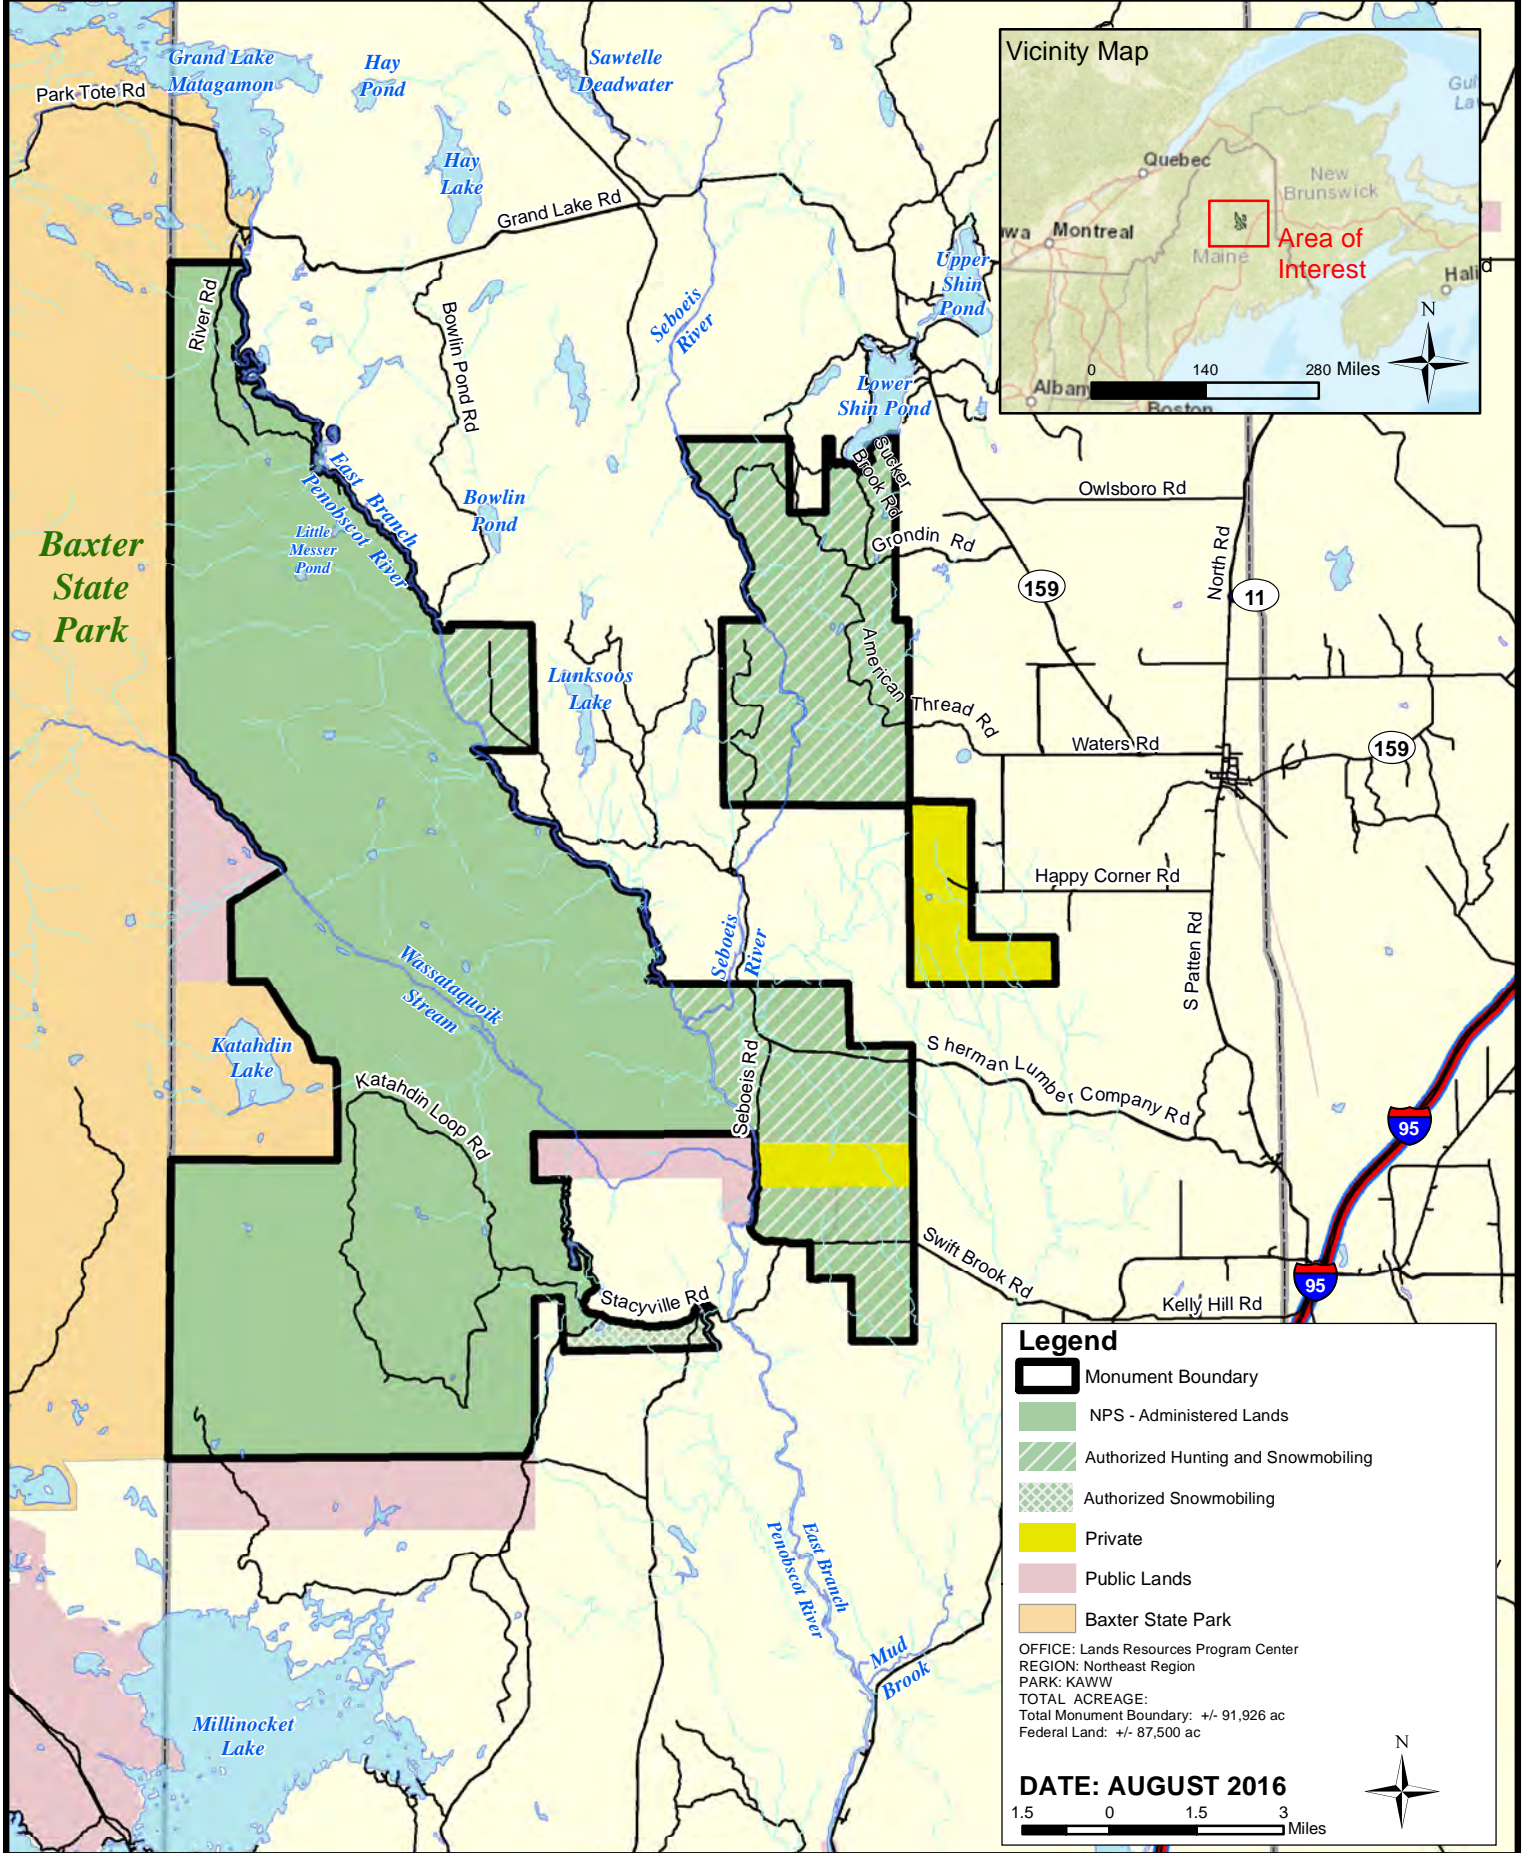 Grand Lake
Matagamon
Hay
Pond
Sawtelle
Deadwater
Park Tote Rd
Hay
Lake
Grand Lake Rd
Vicinity Map
Quebec
New
Brunswick
Montreal
Maine
Area of
Interest
Albany
Boston
N
0 140 280 Miles
Upper
Shin
Pond
River Rd
Bowlin Pond Rd
Seboeis
River
Lower
Shin Pond
Sucker
Brook Rd
Owlsboro Rd
East Branch
Penobscot River
Bowlin
Pond
Little
Messer
Pond
Grondin Rd
North Rd
159
11
Baxter
State
Park
American Thread Rd
Lunksoos
Lake
Waters Rd
159
Happy Corner Rd
Seboeis
River
S Patten Rd
Wassataquoik
Stream
Katahdin
Lake
Seboeis Rd
Sherman Lumber Company Rd
Katahdin Loop Rd
95
Swift Brook Rd
95
Stacyville Rd
Kelly Hill Rd
East Branch
Penobscot River
Mud
Brook
Millinocket
Lake
Legend
Monument Boundary
NPS - Administered Lands
Authorized Hunting and Snowmobiling
Authorized Snowmobiling
Private
Public Lands
Baxter State Park
OFFICE: Lands Resources Program Center
REGION: Northeast Region
PARK: KAWW
TOTAL ACREAGE:
Total Monument Boundary: +/- 91,926 ac
Federal Land: +/- 87,500 ac
N
DATE: AUGUST 2016
1.5 0 1.5 3
Miles